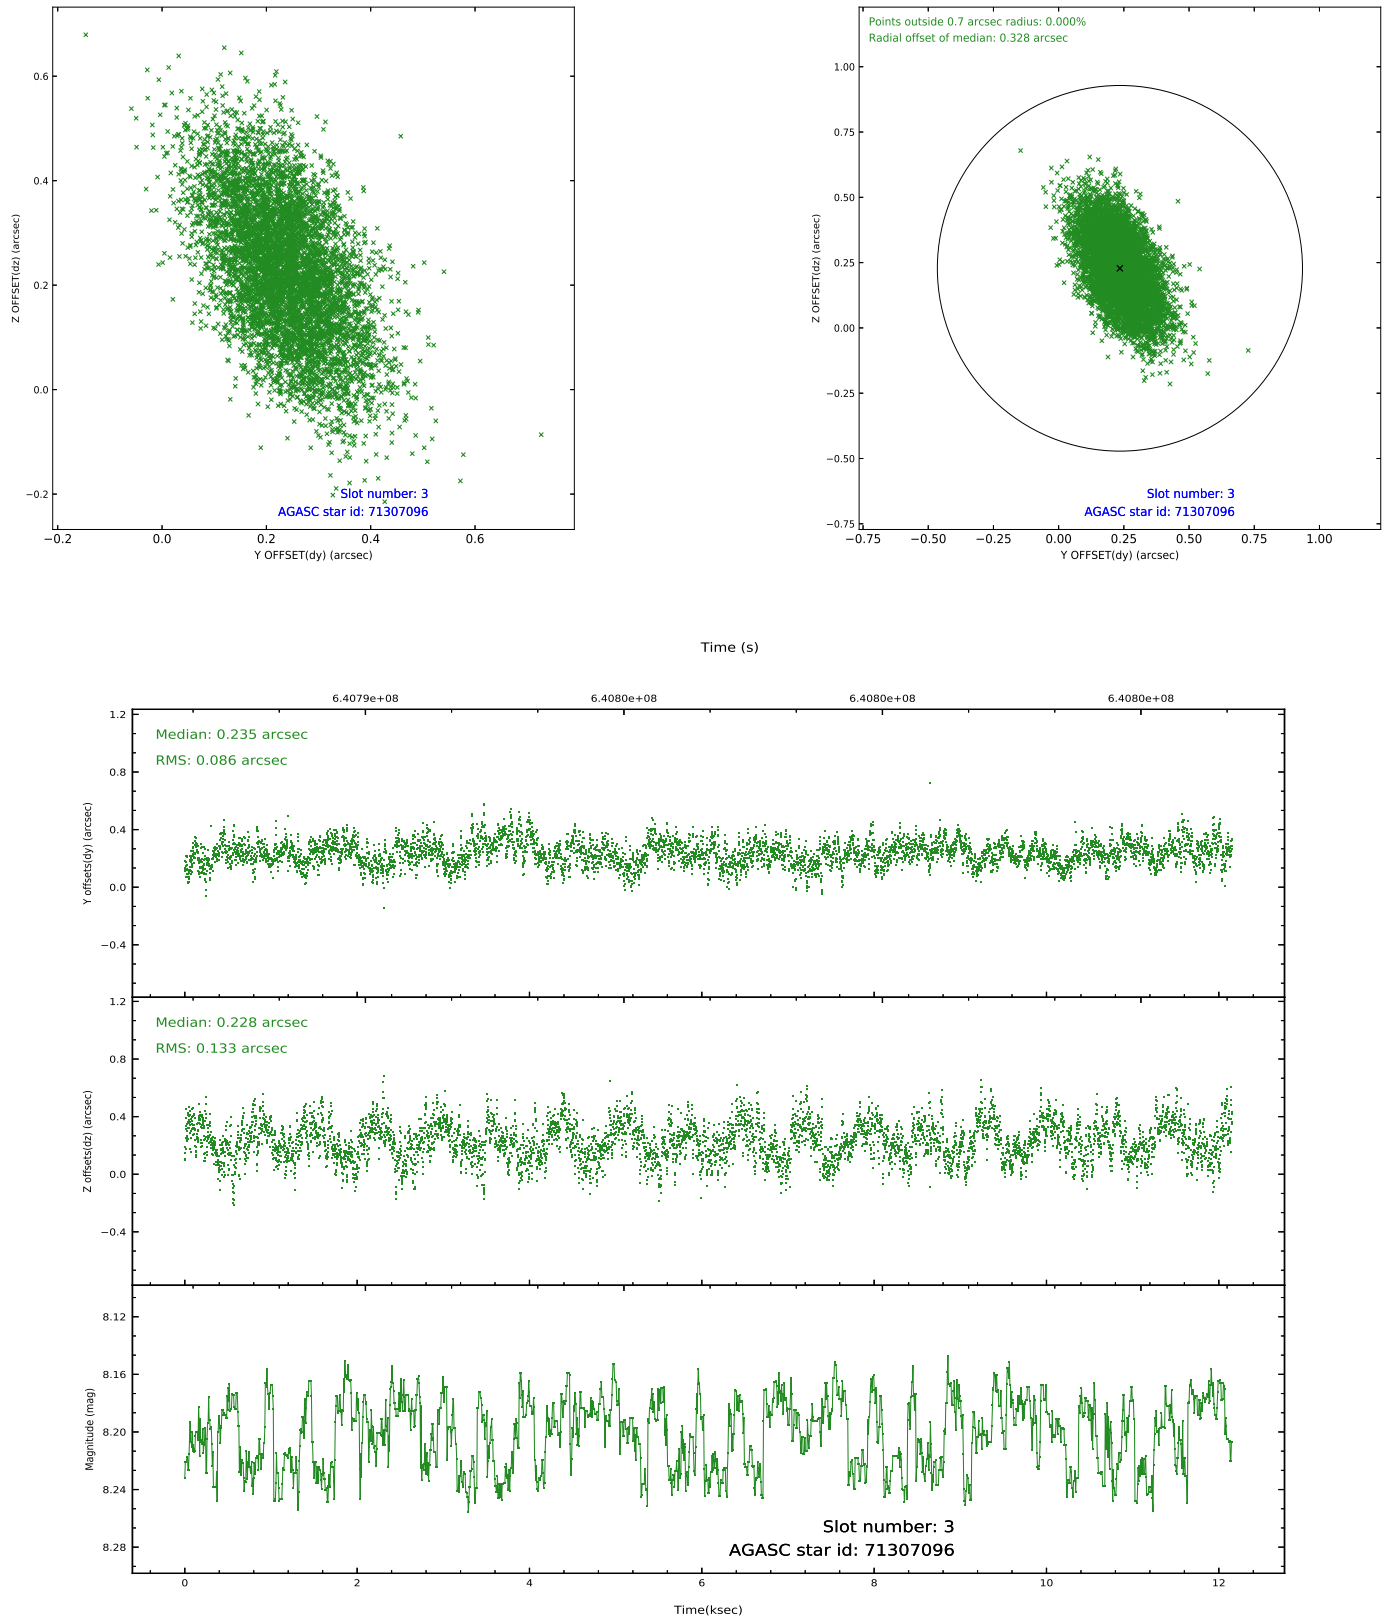 0.6
0.4
0.2
0.0
−0.2
Z OFFSET(dz) (arcsec)
Slot number: 3
AGASC star id: 71307096
−0.2 0.0 0.2 0.4 0.6
Y OFFSET(dy) (arcsec)
Points outside 0.7 arcsec radius: 0.000%
Radial offset of median: 0.328 arcsec
1.00
0.75
0.50
0.25
0.00
−0.25
−0.50
−0.75
Z OFFSET(dz) (arcsec)
Slot number: 3
AGASC star id: 71307096
−0.75 −0.50 −0.25 0.00 0.25 0.50 0.75 1.00
Y OFFSET(dy) (arcsec)
Time (s)
6.4079e+08 6.4080e+08 6.4080e+08 6.4080e+08
1.2
0.8
0.4
0.0
−0.4
Y offsets(dy) (arcsec)
Median: 0.235 arcsec
RMS: 0.086 arcsec
1.2
0.8
0.4
0.0
−0.4
Z offsets(dz) (arcsec)
Median: 0.228 arcsec
RMS: 0.133 arcsec
8.12
8.16
8.20
8.24
8.28
Magnitude (mag)
Slot number: 3
AGASC star id: 71307096
0 2 4 6 8 10 12
Time(ksec)